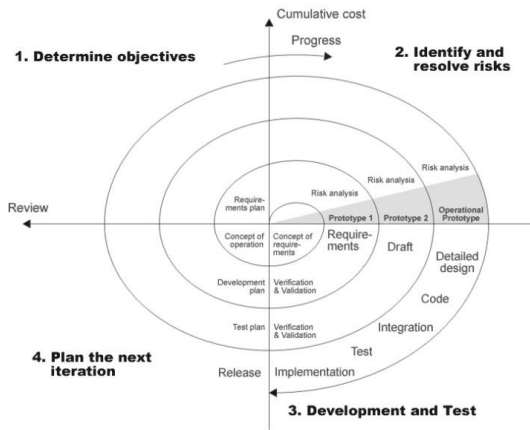 Cumulative cost
Progress
1. Determine objectives
2. Identify and
resolve risks
Risk analysis
Risk analysis
Risk analysis
Require-
ments plan
Review
Prototype 1
Prototype 2
Operational
Prototype
Concept of
operation
Concept of
require-
ments
Require-
ments
Draft
Detailed
design
Development
plan
Verification
& Validation
Code
Test plan
Verification
& Validation
Integration
Test
4. Plan the next
iteration
Release
Implementation
3. Development and Test